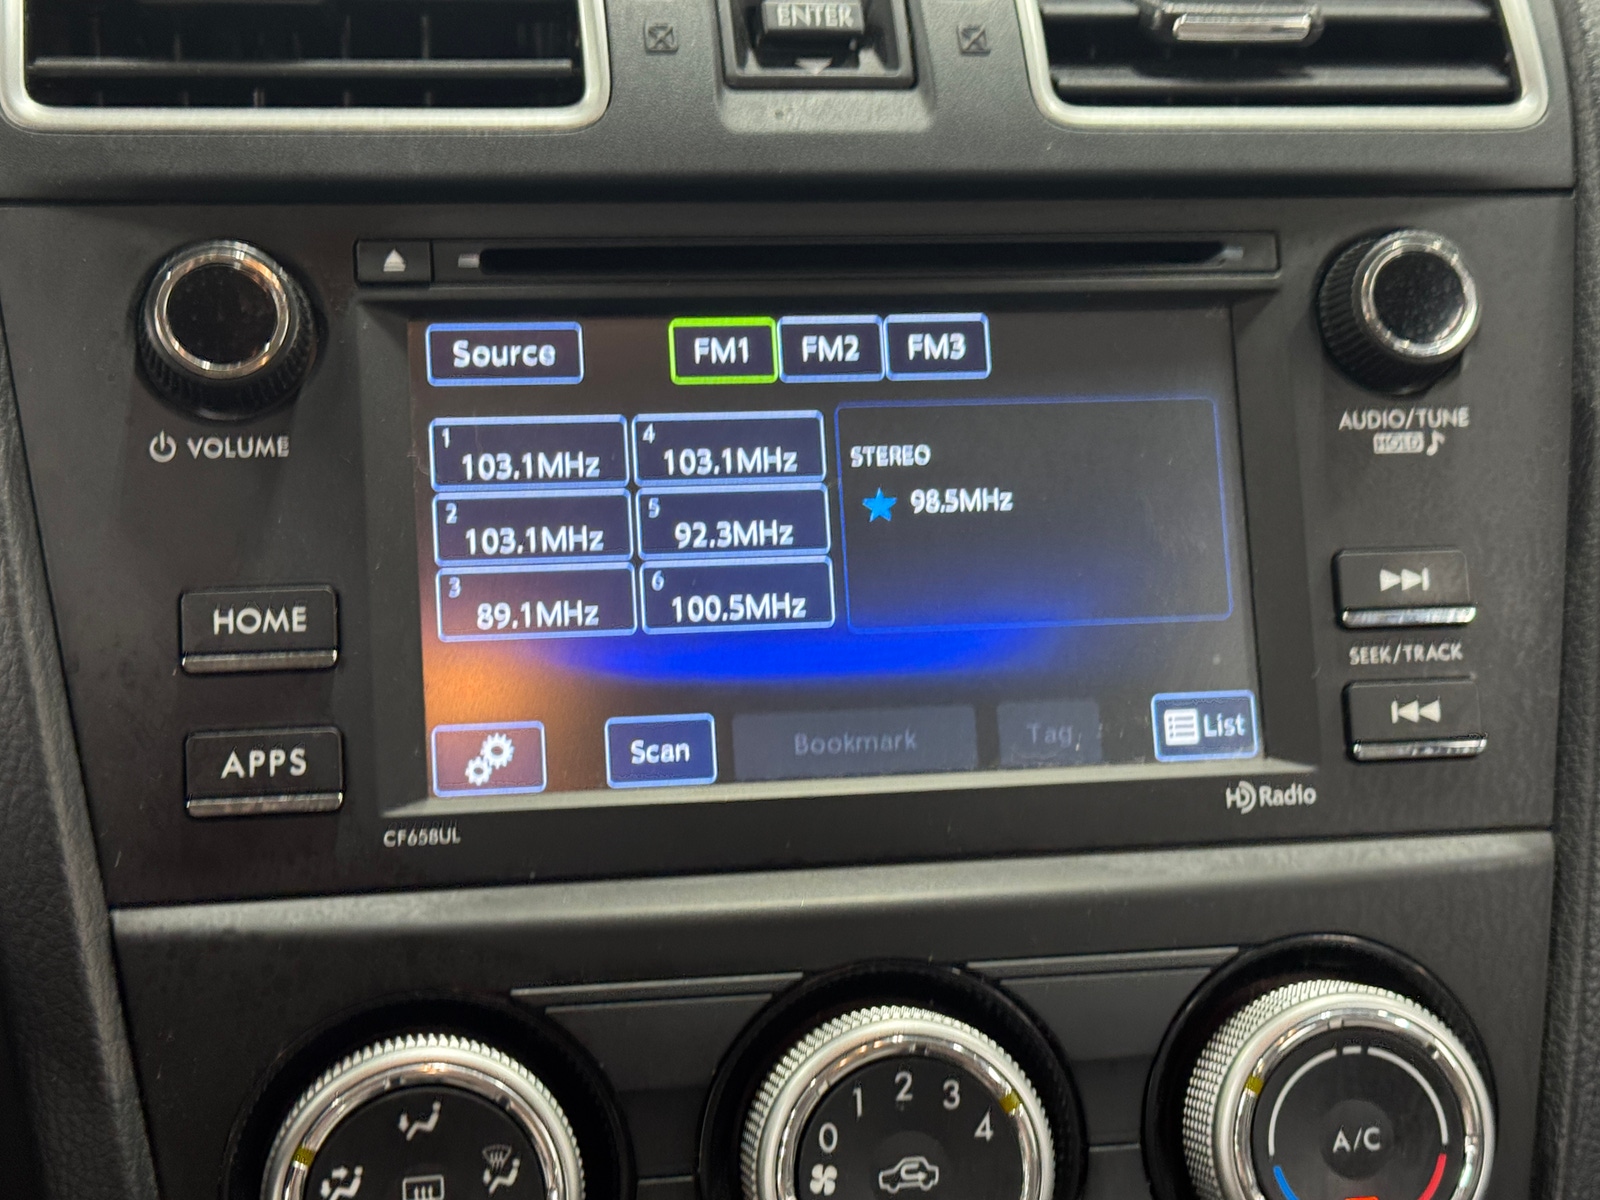 ENTER
Source
FM1
FM2
FM3
1
103.1MHz
4
103.1MHz
2
103.1MHz
5
92.3MHz
3
89.1MHz
6
100.5MHz
STEREO
98.5MHz
VOLUME
AUDIO/TUNE
HOLD
HOME
APPS
SEEK/TRACK
Scan
Bookmark
Tag
List
CF658UL
HD Radio
0
1
2
3
4
A/C